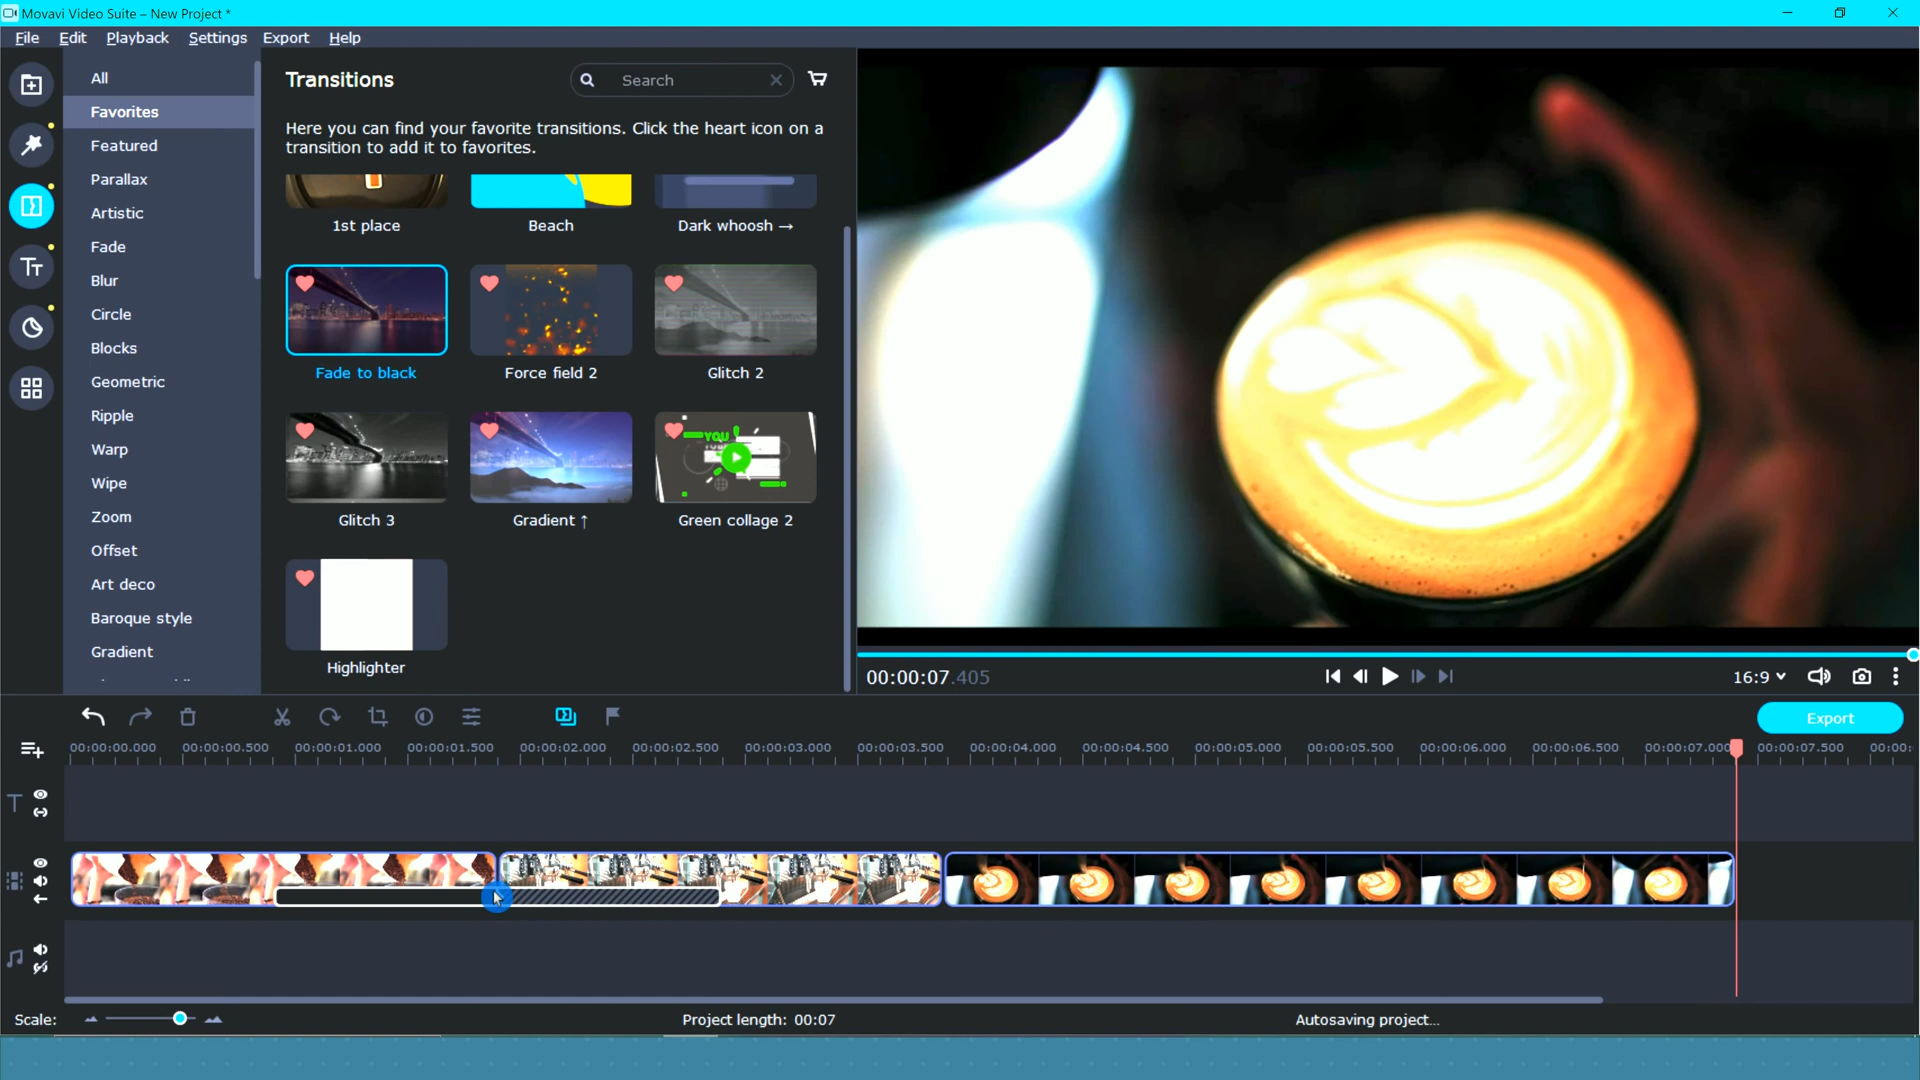 Movavi Video Suite – New Project *
File Edit Playback Settings Export Help
All
Favorites
Featured
Parallax
Artistic
Fade
Blur
Circle
Blocks
Geometric
Ripple
Warp
Wipe
Zoom
Offset
Art deco
Baroque style
Gradient
Transitions
Search
Here you can find your favorite transitions. Click the heart icon on a
transition to add it to favorites.
1st place Beach Dark whoosh →
Fade to black Force field 2 Glitch 2
YOU
Glitch 3 Gradient ↑ Green collage 2
Highlighter
00:00:07.405
16:9
Export
00:00:00.000 00:00:00.500 00:00:01.000 00:00:01.500 00:00:02.000 00:00:02.500 00:00:03.000 00:00:03.500 00:00:04.000 00:00:04.500 00:00:05.000 00:00:05.500 00:00:06.000 00:00:06.500 00:00:07.000 00:00:07.500 00:00:
Scale: Project length: 00:07 Autosaving project...